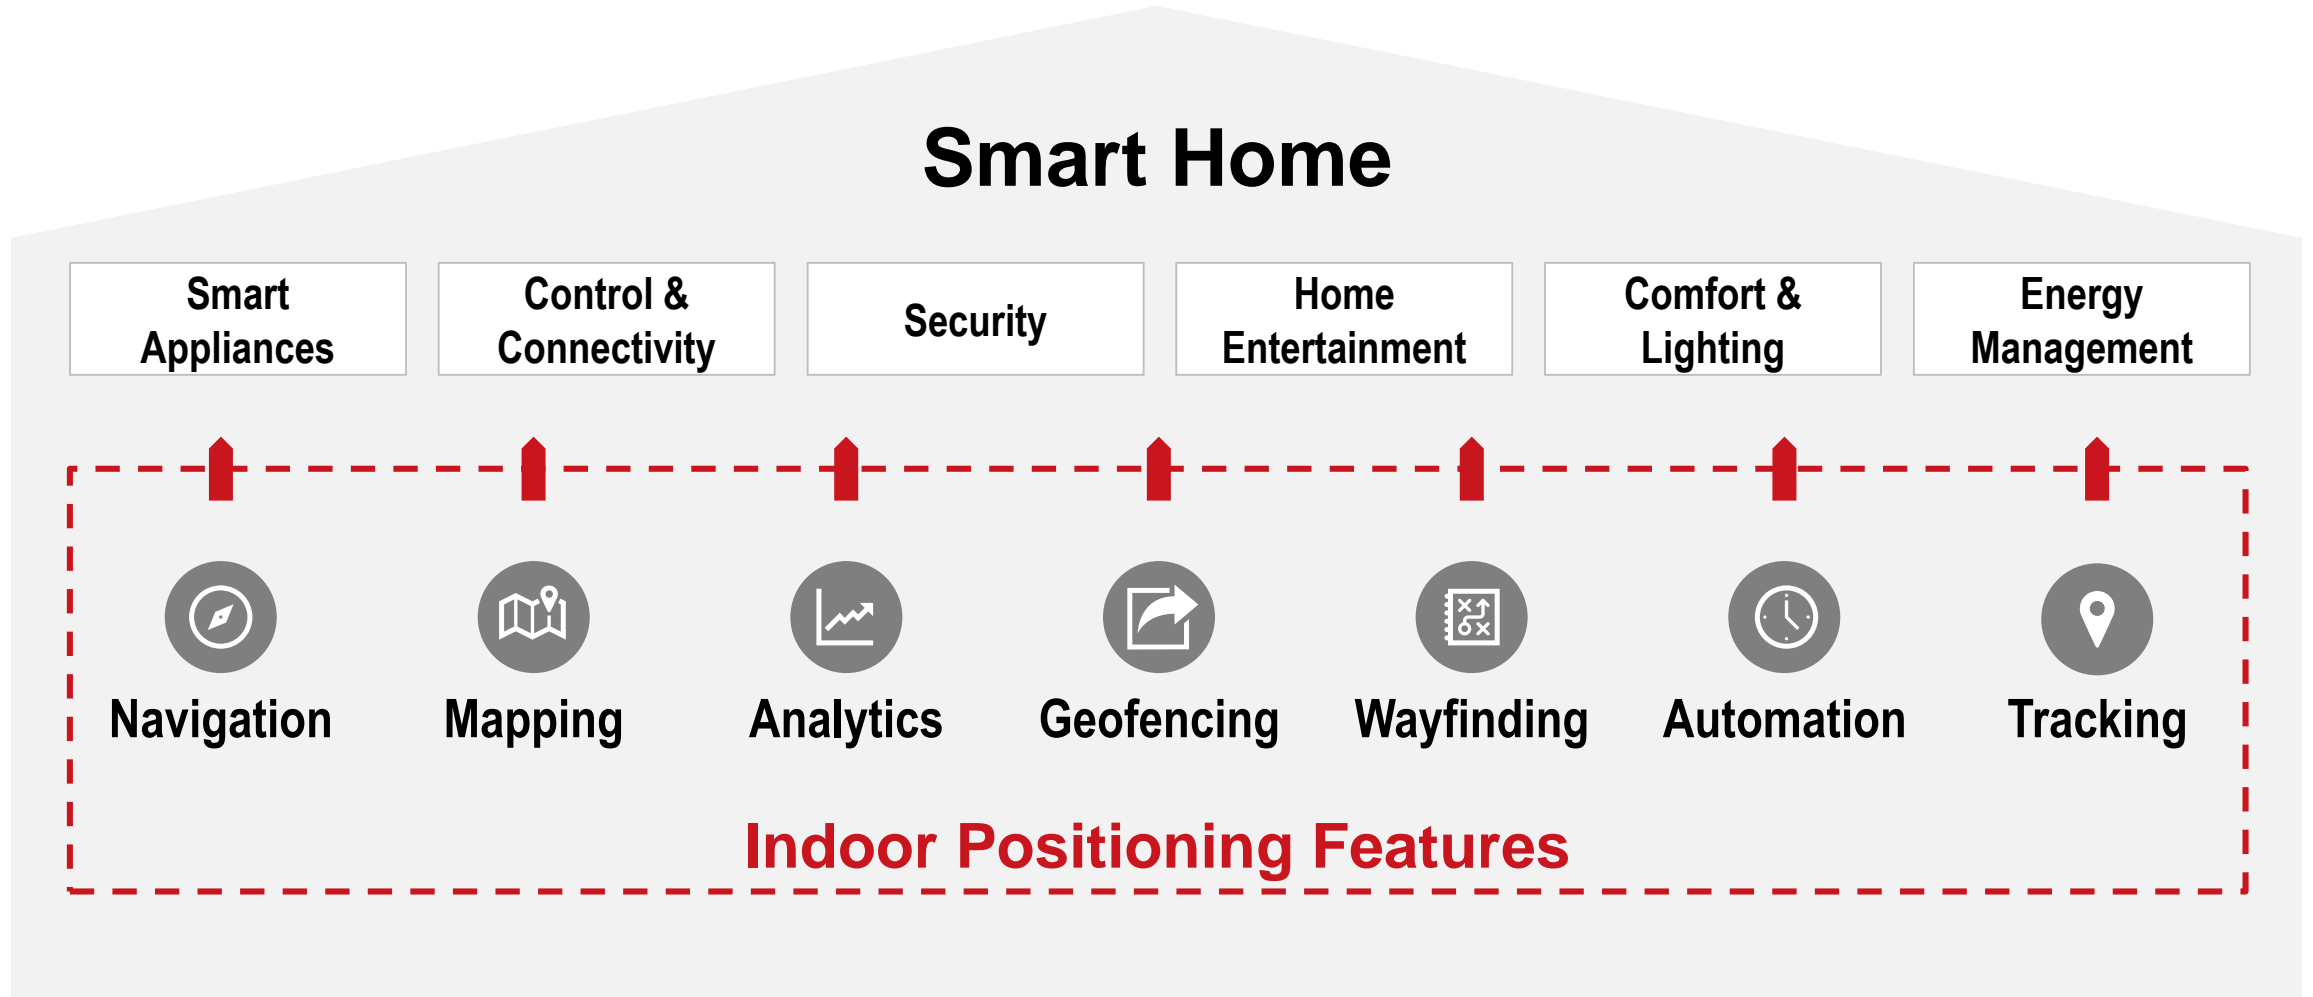 Smart Home
Smart
Appliances
Control &
Connectivity
Security
Home
Entertainment
Comfort &
Lighting
Energy
Management
Navigation
Mapping
Analytics
Geofencing
Wayfinding
Automation
Tracking
Indoor Positioning Features